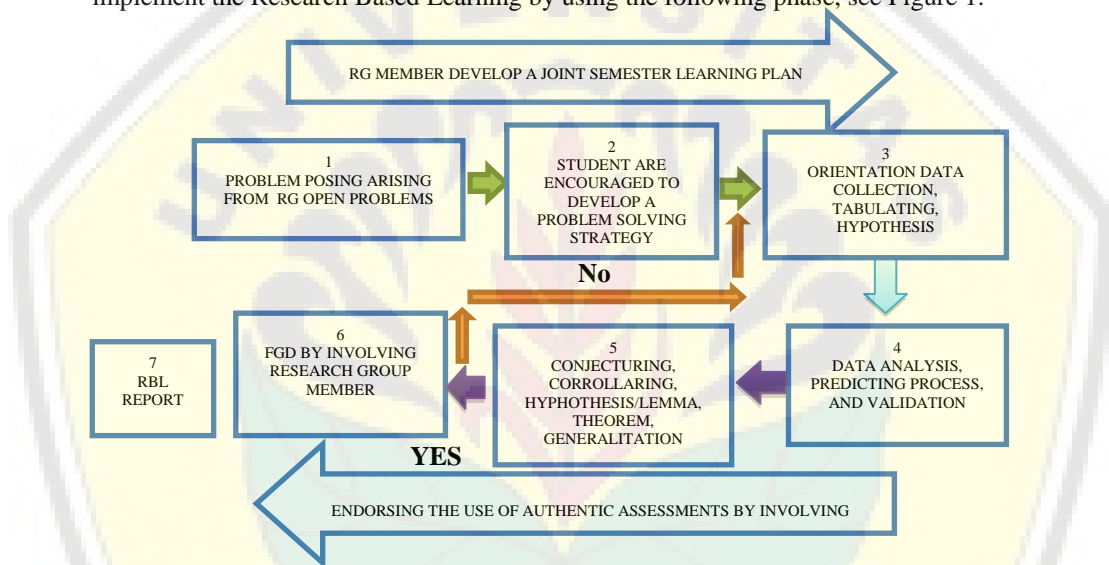 implement the Research Based Learning by using the following phase, see Figure 1.
RG MEMBER DEVELOP A JOINT SEMESTER LEARNING PLAN
1
PROBLEM POSING ARISING
FROM RG OPEN PROBLEMS
2
STUDENT ARE
ENCOURAGED TO
DEVELOP A
PROBLEM SOLVING
STRATEGY
3
ORIENTATION DATA
COLLECTION,
TABULATING,
HYPOTHESIS
No
7
RBL
REPORT
6
FGD BY INVOLVING
RESEARCH GROUP
MEMBER
5
CONJECTURING,
CORROLLARING,
HYPHOTHESIS/LEMMA,
THEOREM,
GENERALITATION
4
DATA ANALYSIS,
PREDICTING PROCESS,
AND VALIDATION
YES
ENDORSING THE USE OF AUTHENTIC ASSESSMENTS BY INVOLVING